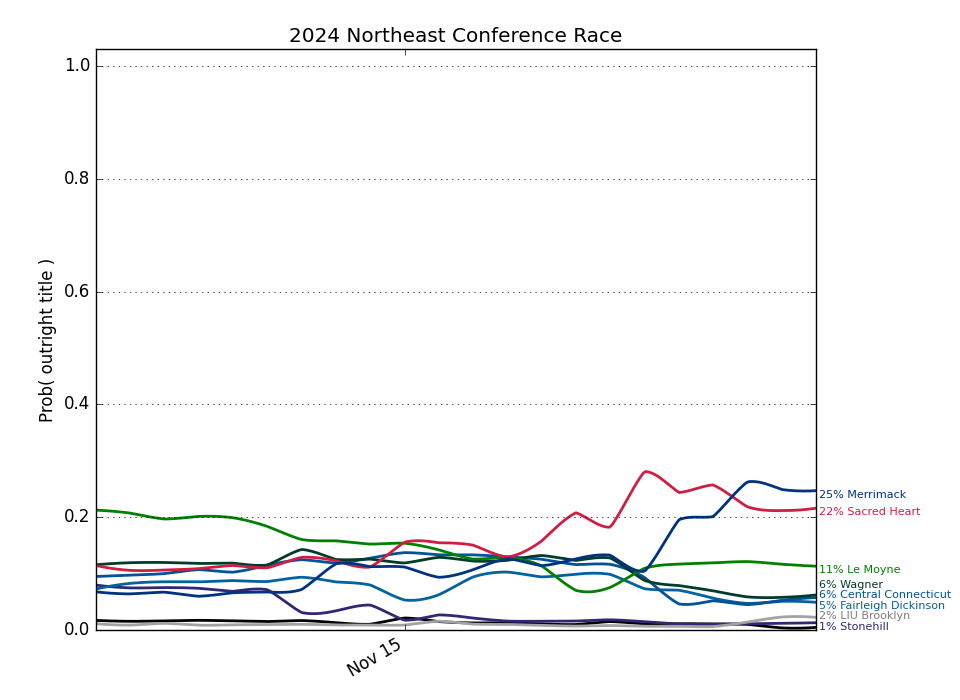 2024 Northeast Conference Race
1.0
0.8
0.6
0.4
0.2
0.0
Prob( outright title )
Nov 15
25% Merrimack
22% Sacred Heart
11% Le Moyne
6% Wagner
6% Central Connecticut
5% Fairleigh Dickinson
2% LIU Brooklyn
1% Stonehill